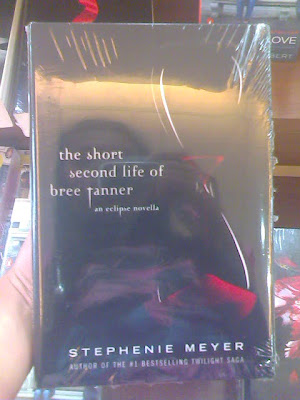 LOVE
the short
second life of
bree tanner
an eclipse novella
STEPHENIE MEYER
AUTHOR OF THE #1 BESTSELLING TWILIGHT SAGA